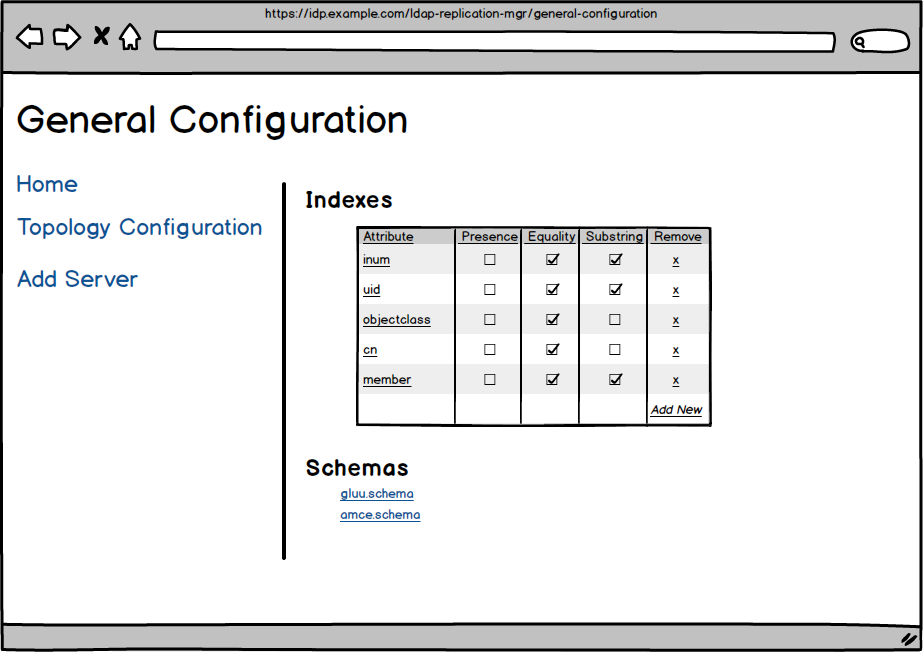 https://idp.example.com/ldap-replication-mgr/general-configuration
General Configuration
Home
Topology Configuration
Add Server
Indexes
Attribute Presence Equality Substring Remove
inum x
uid x
objectclass x
cn x
member x
Add New
Schemas
gluu.schema
amce.schema